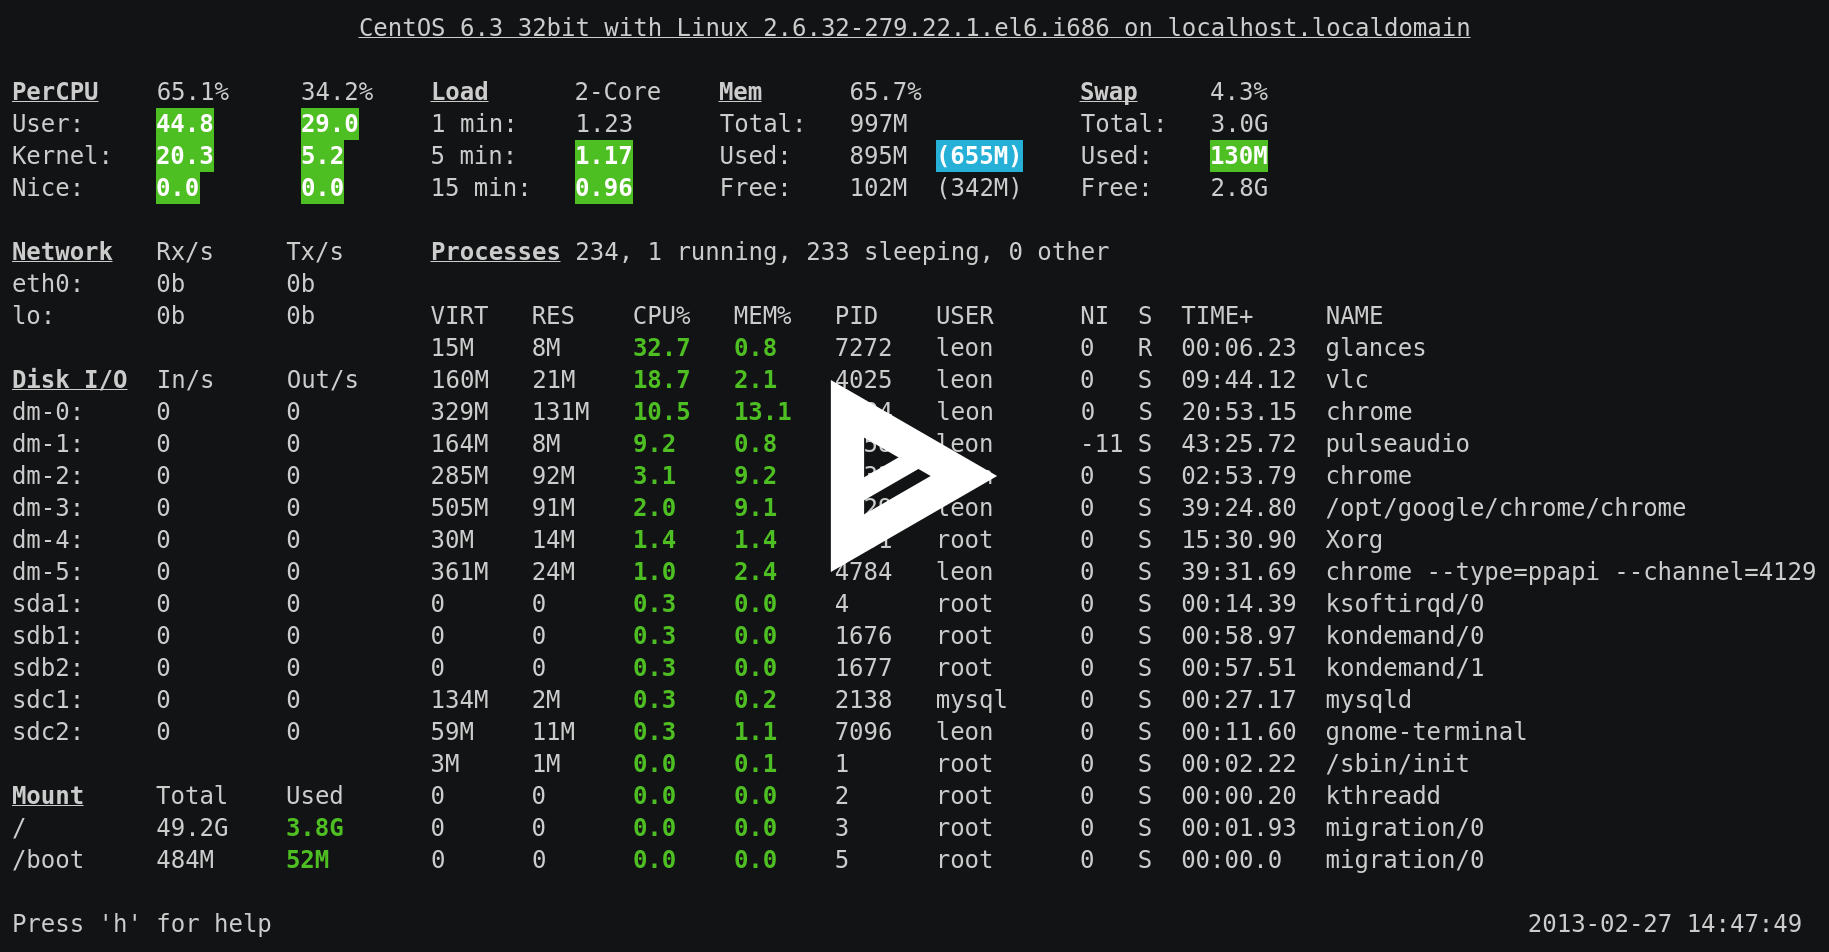 CentOS 6.3 32bit with Linux 2.6.32-279.22.1.el6.i686 on localhost.localdomain
PerCPU 65.1% 34.2% Load 2-Core Mem 65.7% Swap 4.3%
User: 44.8 29.0 1 min: 1.23 Total: 997M Total: 3.0G
Kernel: 20.3 5.2 5 min: 1.17 Used: 895M (655M) Used: 130M
Nice: 0.0 0.0 15 min: 0.96 Free: 102M (342M) Free: 2.8G
Network Rx/s Tx/s Processes 234, 1 running, 233 sleeping, 0 other
eth0: 0b 0b
lo: 0b 0b VIRT RES CPU% MEM% PID USER NI S TIME+ NAME
15M 8M 32.7 0.8 7272 leon 0 R 00:06.23 glances
Disk I/O In/s Out/s 160M 21M 18.7 2.1 4025 leon 0 S 09:44.12 vlc
dm-0: 0 0 329M 131M 10.5 13.1 leon 0 S 20:53.15 chrome
dm-1: 0 0 164M 8M 9.2 0.8 leon -11 S 43:25.72 pulseaudio
dm-2: 0 0 285M 92M 3.1 9.2 0 S 02:53.79 chrome
dm-3: 0 0 505M 91M 2.0 9.1 leon 0 S 39:24.80 /opt/google/chrome/chrome
dm-4: 0 0 30M 14M 1.4 1.4 root 0 S 15:30.90 Xorg
dm-5: 0 0 361M 24M 1.0 2.4 4784 leon 0 S 39:31.69 chrome --type=ppapi --channel=4129
sda1: 0 0 0 0 0.3 0.0 4 root 0 S 00:14.39 ksoftirqd/0
sdb1: 0 0 0 0 0.3 0.0 1676 root 0 S 00:58.97 kondemand/0
sdb2: 0 0 0 0 0.3 0.0 1677 root 0 S 00:57.51 kondemand/1
sdc1: 0 0 134M 2M 0.3 0.2 2138 mysql 0 S 00:27.17 mysqld
sdc2: 0 0 59M 11M 0.3 1.1 7096 leon 0 S 00:11.60 gnome-terminal
3M 1M 0.0 0.1 1 root 0 S 00:02.22 /sbin/init
Mount Total Used 0 0 0.0 0.0 2 root 0 S 00:00.20 kthreadd
/ 49.2G 3.8G 0 0 0.0 0.0 3 root 0 S 00:01.93 migration/0
/boot 484M 52M 0 0 0.0 0.0 5 root 0 S 00:00.0 migration/0
Press 'h' for help 2013-02-27 14:47:49